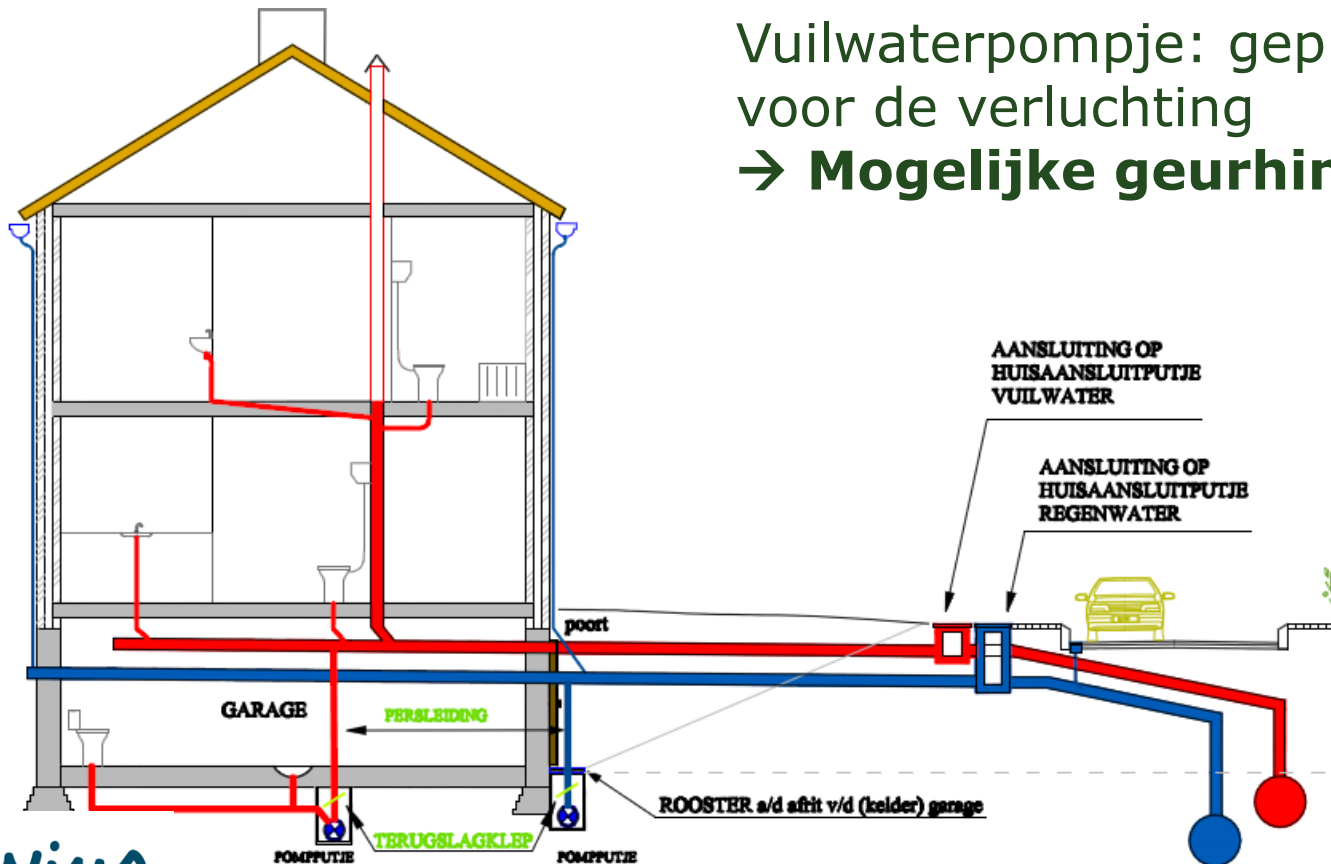 Vuilwaterpompje: gep
voor de verluchting
→ Mogelijke geurhin
AANSLUITING OP
HUISAANSLUITPUTJE
VUILWATER
AANSLUITING OP
HUISAANSLUITPUTJE
REGENWATER
poort
GARAGE
PERSLEIDING
ROOSTER a/d afrit v/d (kelder) garage
TERUGSLAGKLEP
POMPPUTJE
POMPPUTJE